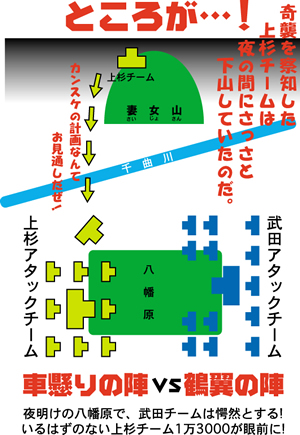 ところが…！
奇襲を察知した
上杉チームは
夜の間にさっさと
下山していたのだ。
上杉チーム
妻女山
さいじょさん
カンスケの計画なんて
お見通しだぜ！
千曲川
上杉アタックチーム
八幡原
武田アタックチーム
車懸りの陣VS鶴翼の陣
夜明けの八幡原で、武田チームは愕然とする！
いるはずのない上杉チーム1万3000が眼前に！